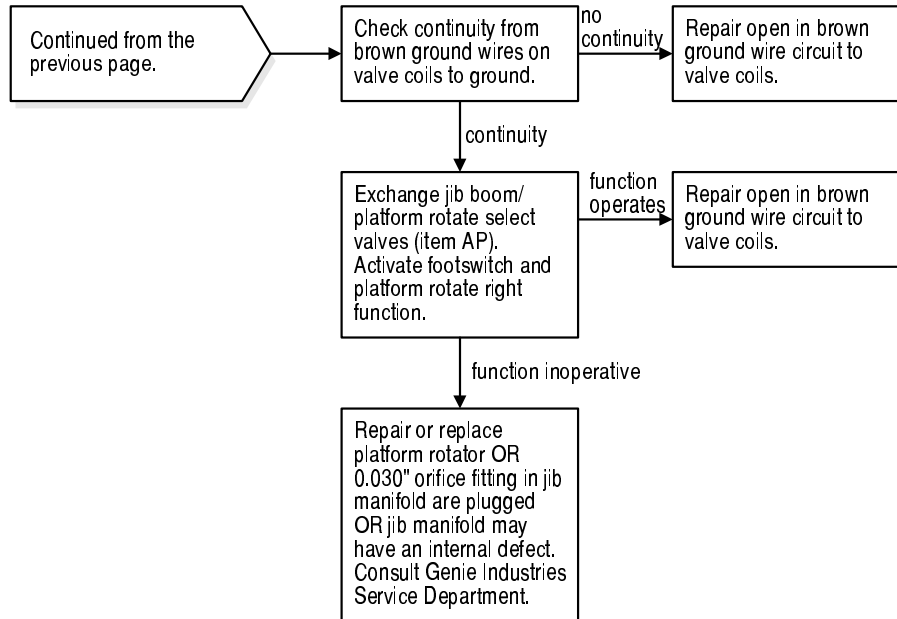 Continued from the
previous page.
Check continuity from
brown ground wires on
valve coils to ground.
no
continuity
Repair open in brown
ground wire circuit to
valve coils.
continuity
Exchange jib boom/
platform rotate select
valves (item AP).
Activate footswitch and
platform rotate right
function.
function
operates
Repair open in brown
ground wire circuit to
valve coils.
function inoperative
Repair or replace
platform rotator OR
0.030" orifice fitting in jib
manifold are plugged
OR jib manifold may
have an internal defect.
Consult Genie Industries
Service Department.